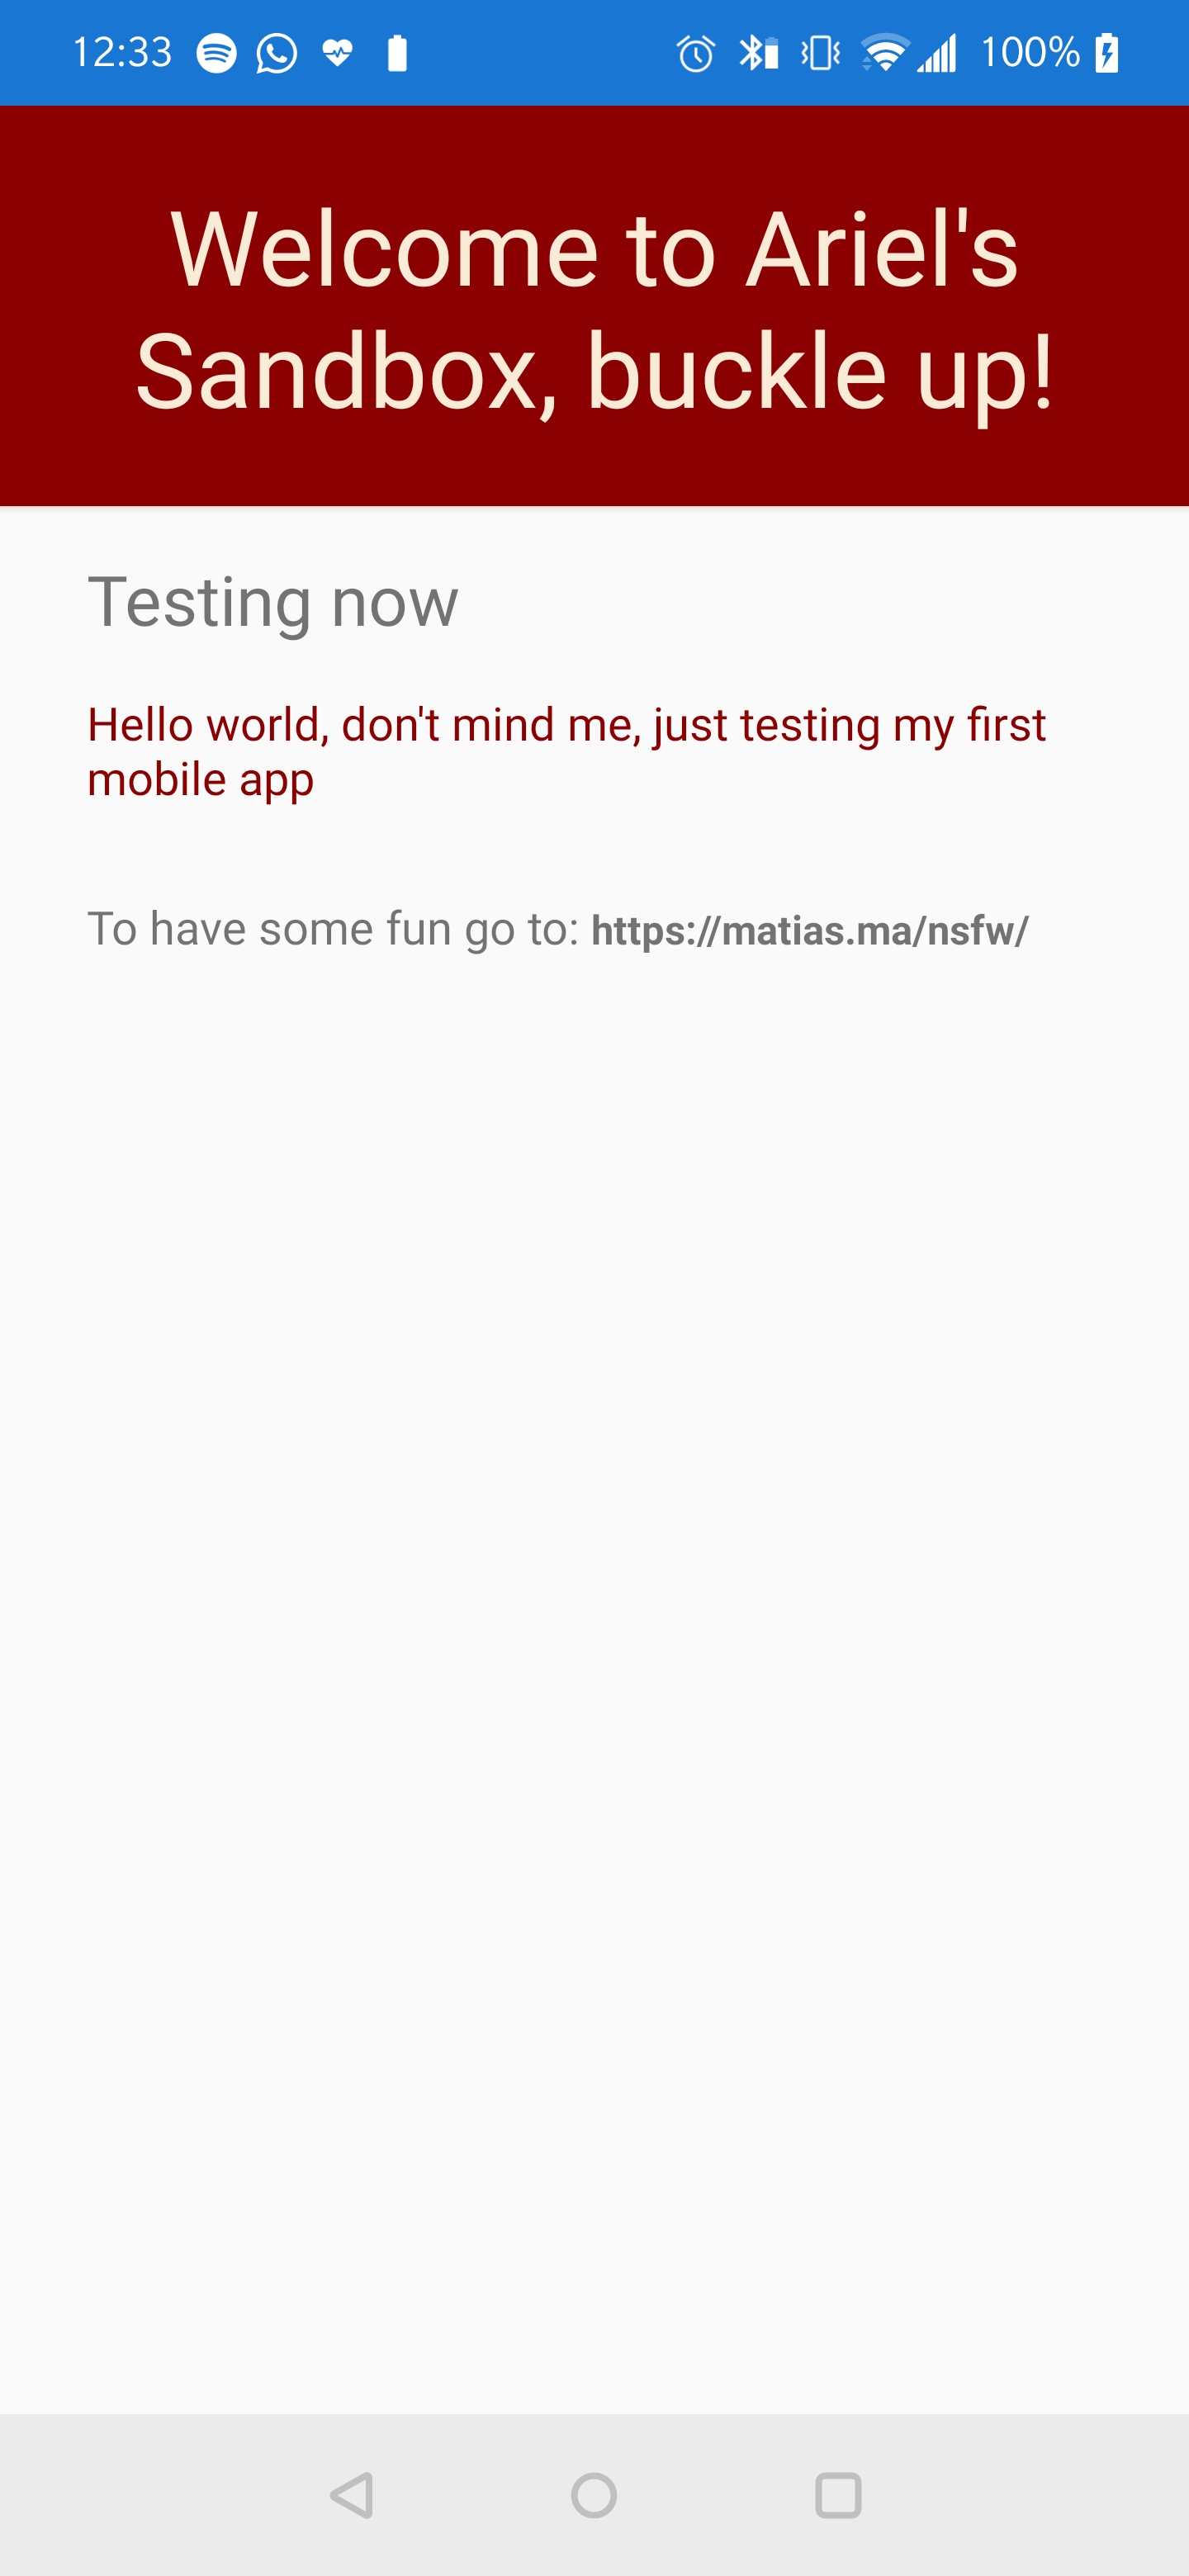 12:33 100%
Welcome to Ariel's
Sandbox, buckle up!
Testing now
Hello world, don't mind me, just testing my first
mobile app
To have some fun go to: https://matias.ma/nsfw/